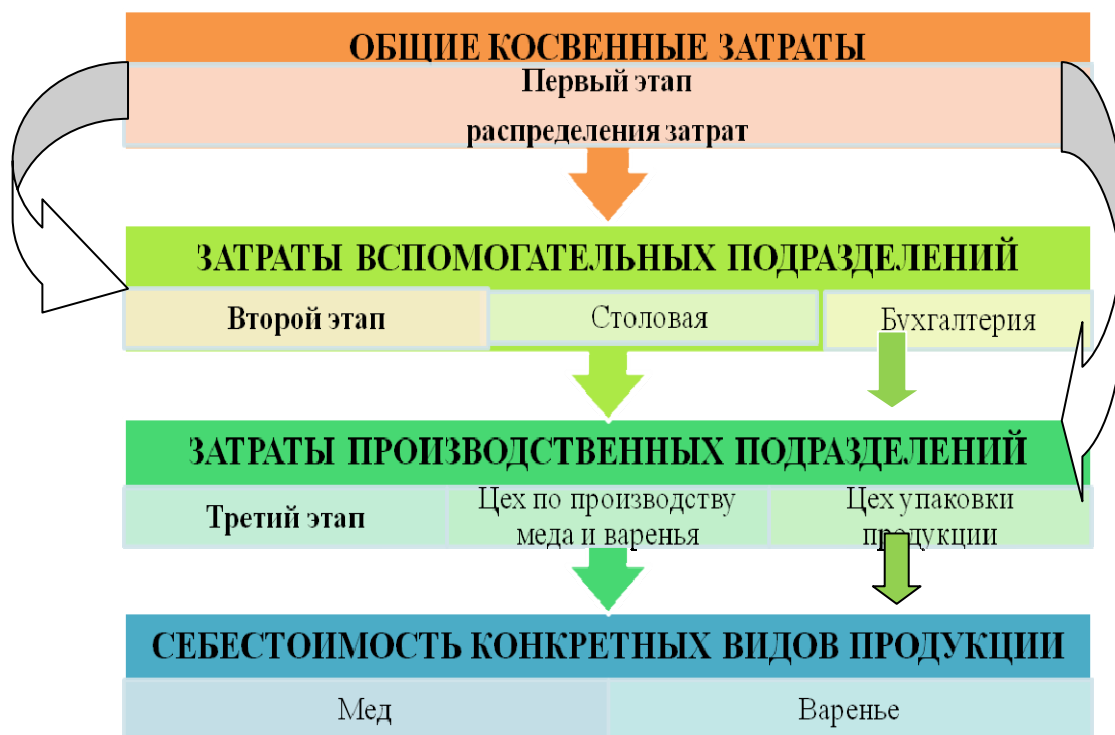 ОБЩИЕ КОСВЕННЫЕ ЗАТРАТЫ
Первый этап
распределения затрат
ЗАТРАТЫ ВСПОМОГАТЕЛЬНЫХ ПОДРАЗДЕЛЕНИЙ
Второй этап
Столовая
Бухгалтерия
ЗАТРАТЫ ПРОИЗВОДСТВЕННЫХ ПОДРАЗДЕЛЕНИЙ
Третий этап
Цех по производству
меда и варенья
Цех упаковки
продукции
СЕБЕСТОИМОСТЬ КОНКРЕТНЫХ ВИДОВ ПРОДУКЦИИ
Мед
Варенье